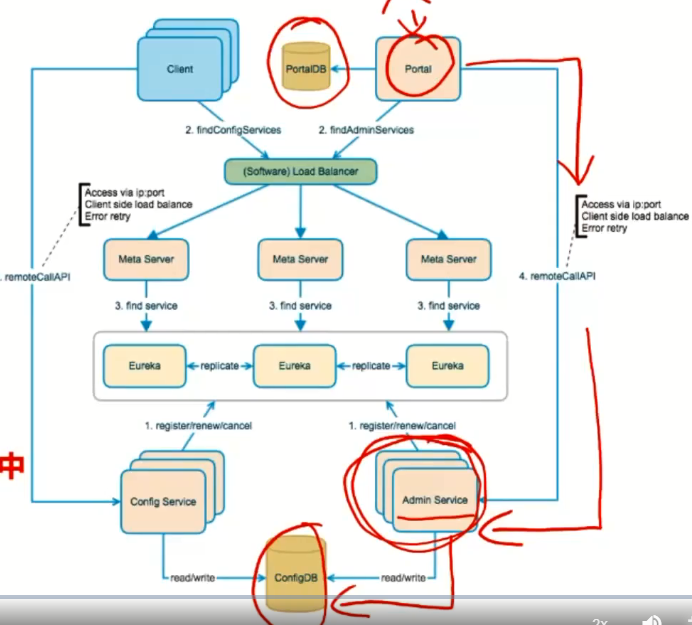 Client
PortalDB
Portal
2. findConfigServices
2. findAdminServices
(Software) Load Balancer
Access via ip:port
Client side load balance
Error retry
Access via ip:port
Client side load balance
Error retry
Meta Server
Meta Server
Meta Server
. remoteCallAPI
4. remoteCallAPI
3. find service
3. find service
3. find service
Eureka
replicate
Eureka
replicate
Eureka
1. register/renew/cancel
1. register/renew/cancel
中
Config Service
Admin Service
read/write
ConfigDB
read/write
2x